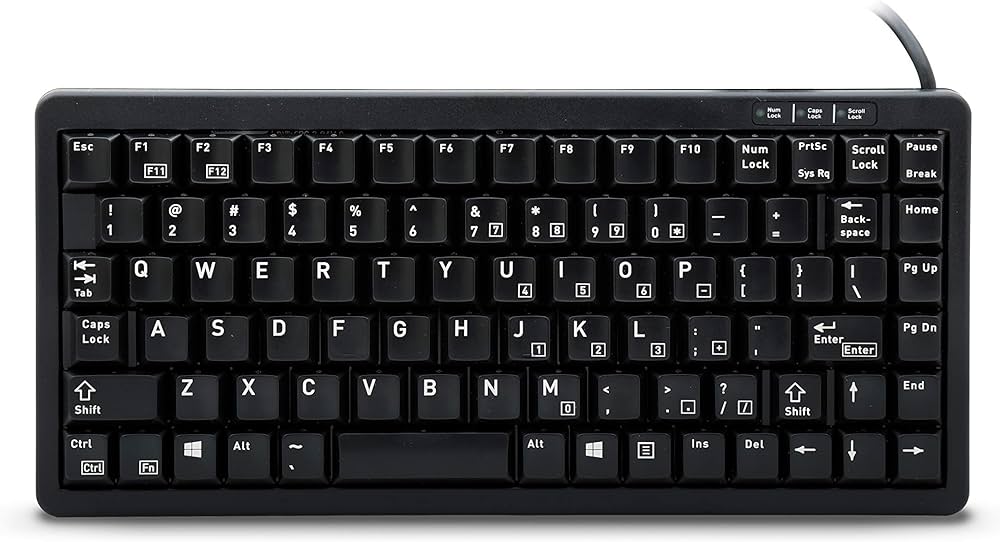 Num Lock Caps Lock Scroll Lock
Esc F1 F11 F2 F12 F3 F4 F5 F6 F7 F8 F9 F10 Num Lock PrtSc Sys Rq Scroll Lock Pause Break
! 1 @ 2 # 3 $ 4 % 5 ^ 6 & 7 7 * 8 8 ( 9 9 ) 0 * — - + = Back-space Home
Tab Q W E R T Y U 4 I 5 O 6 P - { [ } ] | \ Pg Up
Caps Lock A S D F G H J 1 K 2 L 3 : ; + " ' Enter Enter Pg Dn
Shift Z X C V B N M 0 < , > . . ? / / Shift ↑ End
Ctrl Ctrl Fn Alt ~ ` Alt Ins Del ← ↓ →